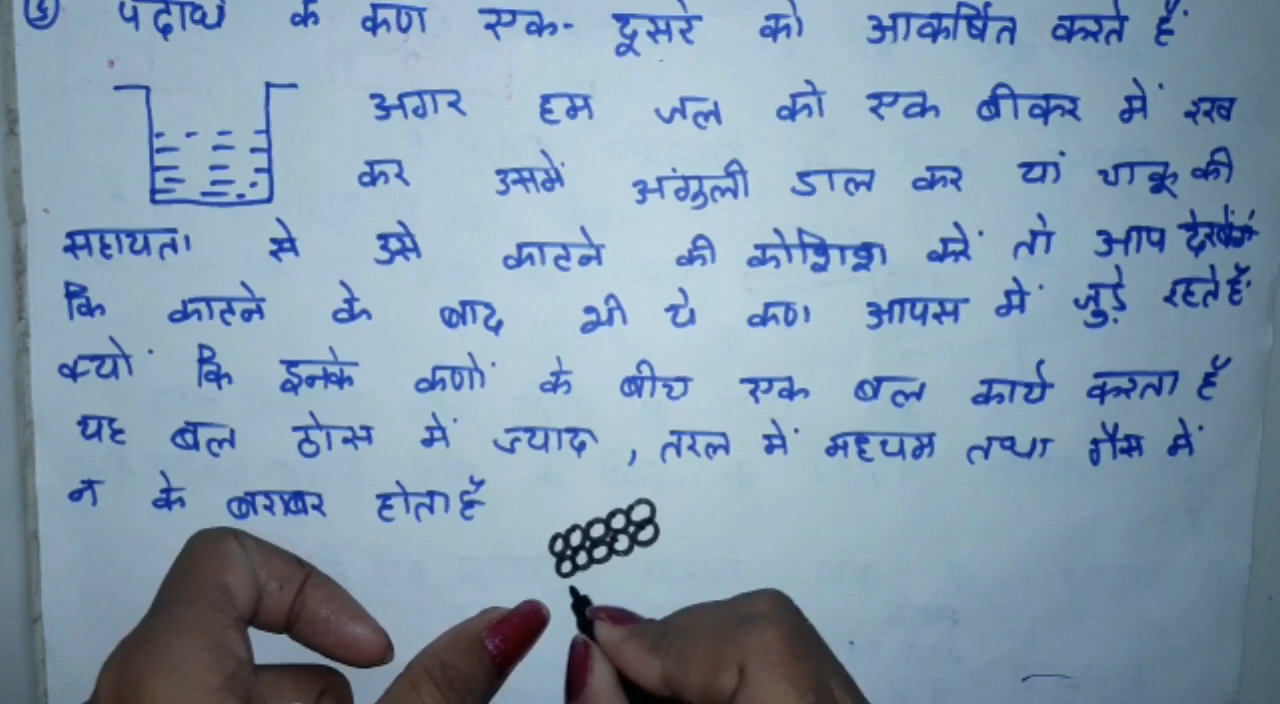 पदार्थ के कण एक-दूसरे को आकर्षित करते हैं
अगर हम जल को एक बीकर में रख
कर उसमें अंगुली डाल कर यां चाकू की
सहायता से उसे काटने की कोशिश करें तो आप देखेंगे
कि काटने के बाद भी ये कण आपस में जुड़े रहते हैं
क्यों कि इनके कणों के बीच एक बल कार्य करता है
यह बल ठोस में ज्यादा, तरल में मध्यम तथा गैस में
न के बराबर होता है